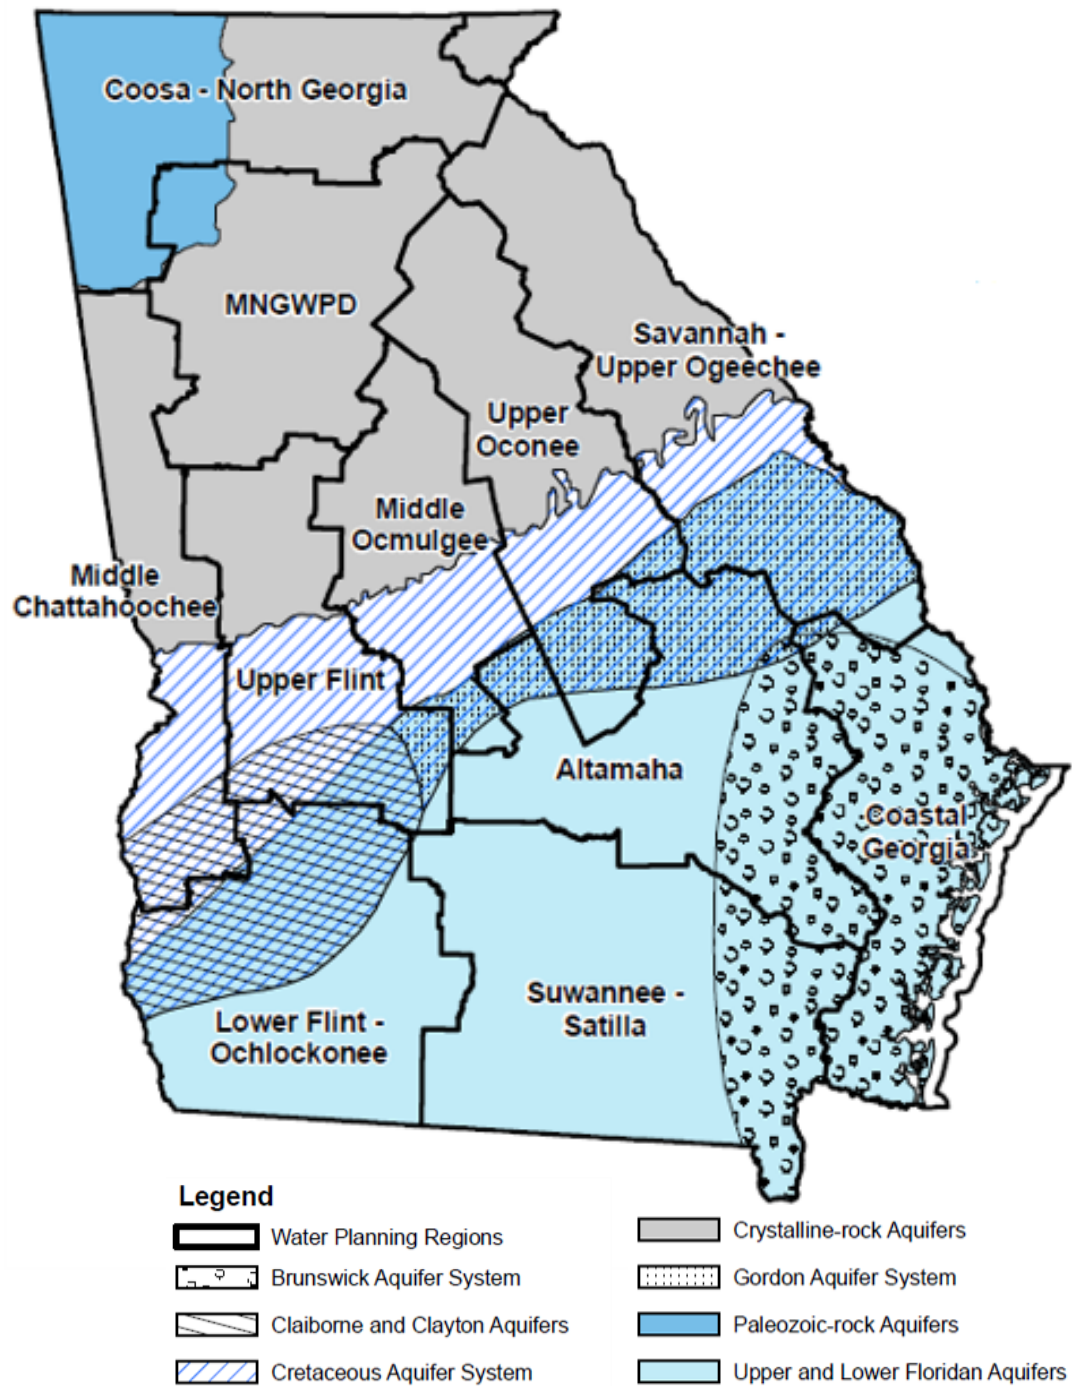 Coosa - North Georgia
MNGWPD
Savannah -
Upper Ogeechee
Upper
Oconee
Middle
Ocmulgee
Middle
Chattahoochee
Upper Flint
Altamaha
Coastal
Georgia
Suwannee -
Satilla
Lower Flint -
Ochlockonee
Legend
Water Planning Regions
Brunswick Aquifer System
Claiborne and Clayton Aquifers
Cretaceous Aquifer System
Crystalline-rock Aquifers
Gordon Aquifer System
Paleozoic-rock Aquifers
Upper and Lower Floridan Aquifers